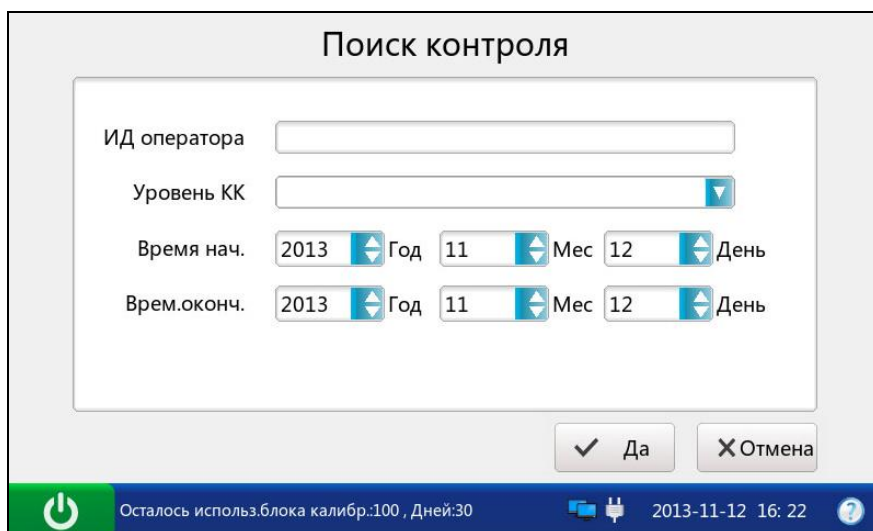 Поиск контроля
ИД оператора
Уровень КК
Время нач. 2013 Год 11 Мес 12 День
Врем.оконч. 2013 Год 11 Мес 12 День
Да Отмена
Осталось использ.блока калибр.:100 , Дней:30 2013-11-12 16: 22 ?